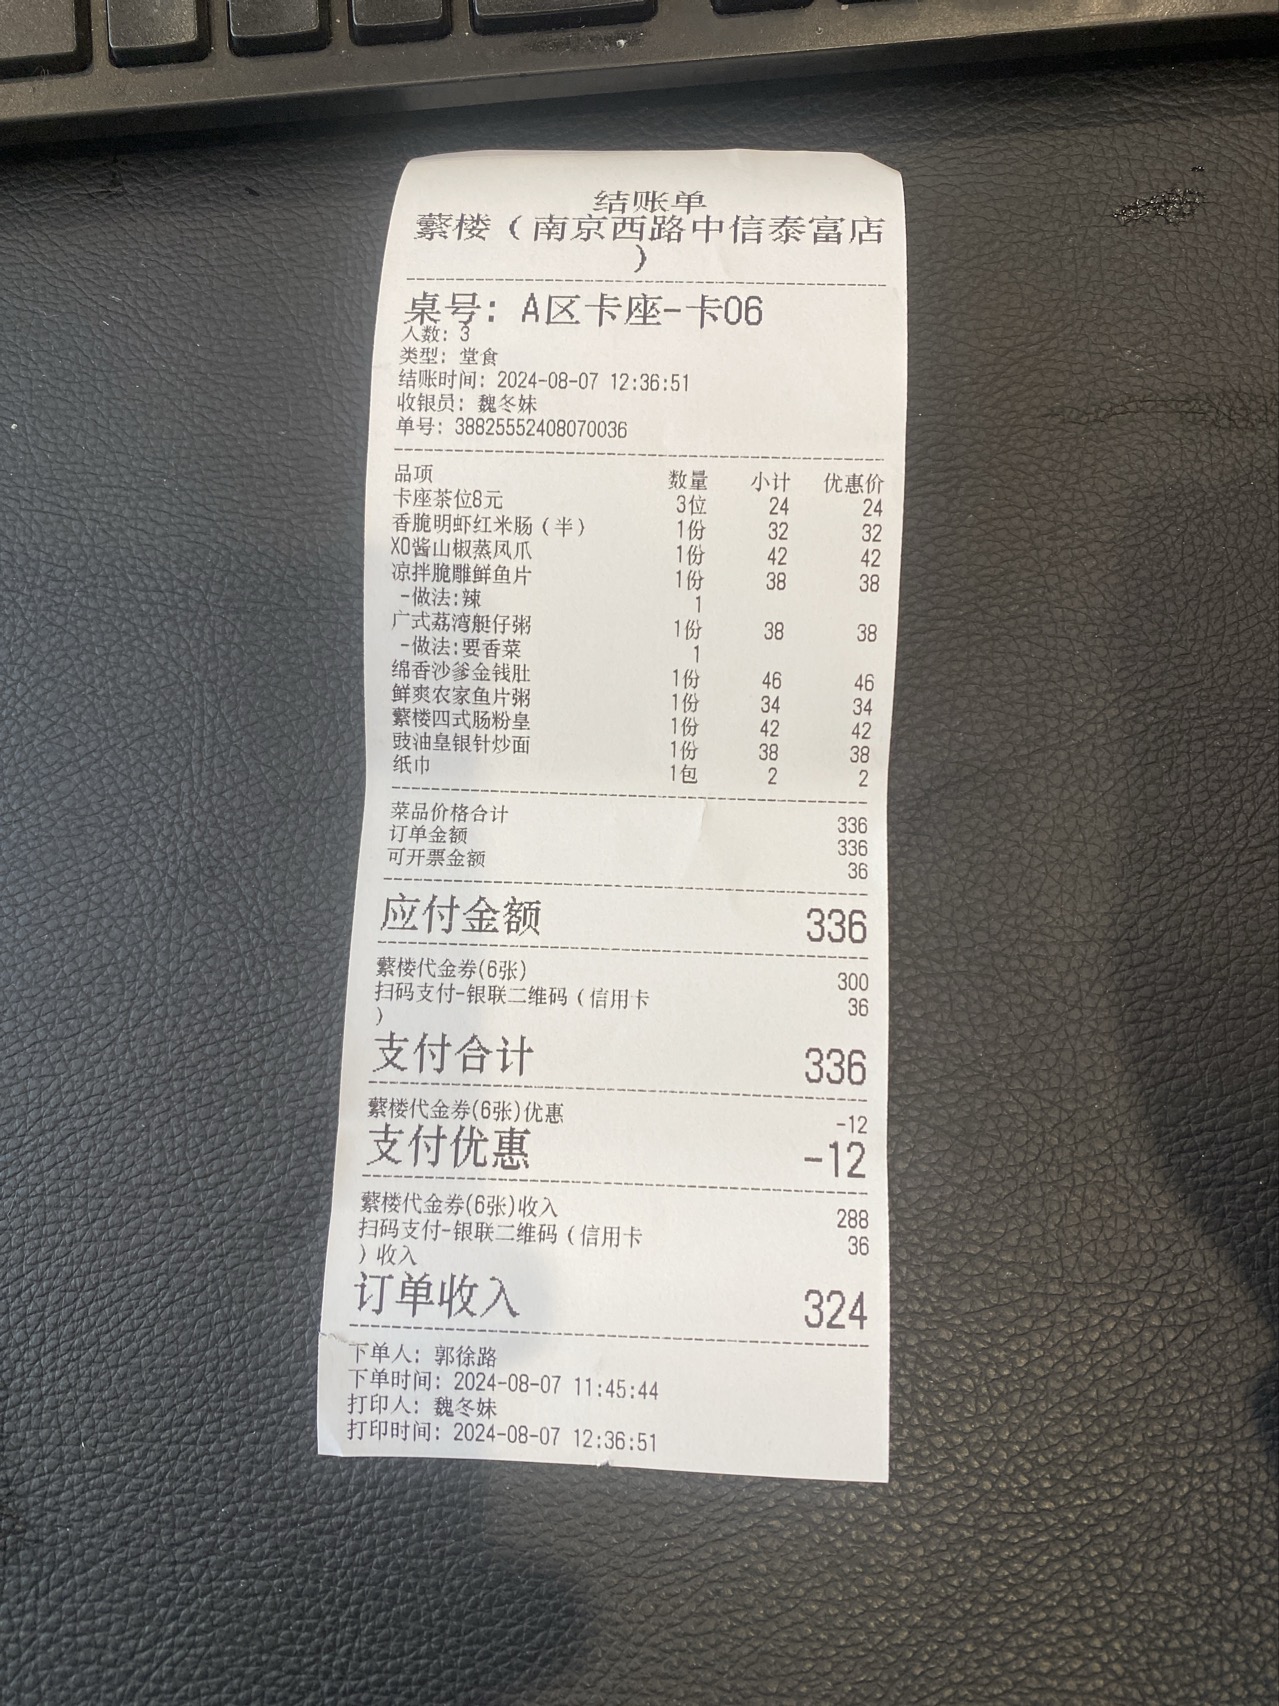 结账单
蘩楼（南京西路中信泰富店
）
桌号: A区卡座-卡06
人数: 3
类型: 堂食
结账时间: 2024-08-07 12:36:51
收银员: 魏冬妹
单号: 38825552408070036
品项 数量 小计 优惠价
卡座茶位8元 3位 24 24
香脆明虾红米肠（半） 1份 32 32
XO酱山椒蒸凤爪 1份 42 42
凉拌脆雕鲜鱼片 1份 38 38
-做法:辣 1
广式荔湾艇仔粥 1份 38 38
-做法:要香菜 1
绵香沙爹金钱肚 1份 46 46
鲜爽农家鱼片粥 1份 34 34
蘩楼四式肠粉皇 1份 42 42
豉油皇银针炒面 1份 38 38
纸巾 1包 2 2
菜品价格合计 336
订单金额 336
可开票金额 36
应付金额 336
蘩楼代金券(6张) 300
扫码支付-银联二维码（信用卡 36
）
支付合计 336
蘩楼代金券(6张)优惠 -12
支付优惠 -12
蘩楼代金券(6张)收入 288
扫码支付-银联二维码（信用卡 36
）收入
订单收入 324
下单人: 郭徐路
下单时间: 2024-08-07 11:45:44
打印人: 魏冬妹
打印时间: 2024-08-07 12:36:51